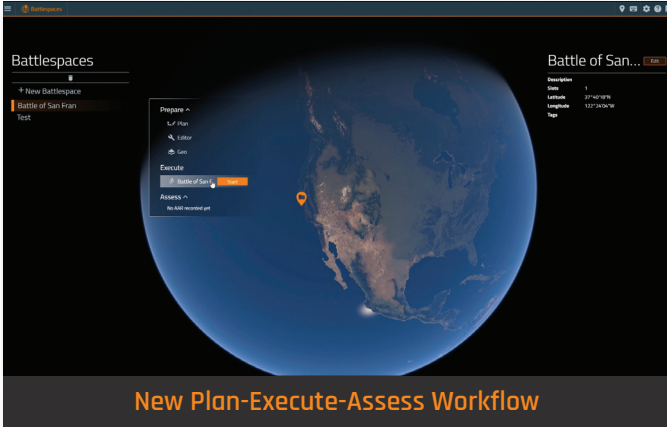 Battlespaces
Battlespaces
+ New Battlespace
Battle of San Fran
Test
Prepare
Plan
Editor
Geo
Execute
Battle of San F... Start
Assess
No AAR recorded yet
Battle of San... Edit
Description
Slots 1
Latitude 37°40'18"N
Longitude 122°34'04"W
Tags
New Plan-Execute-Assess Workflow